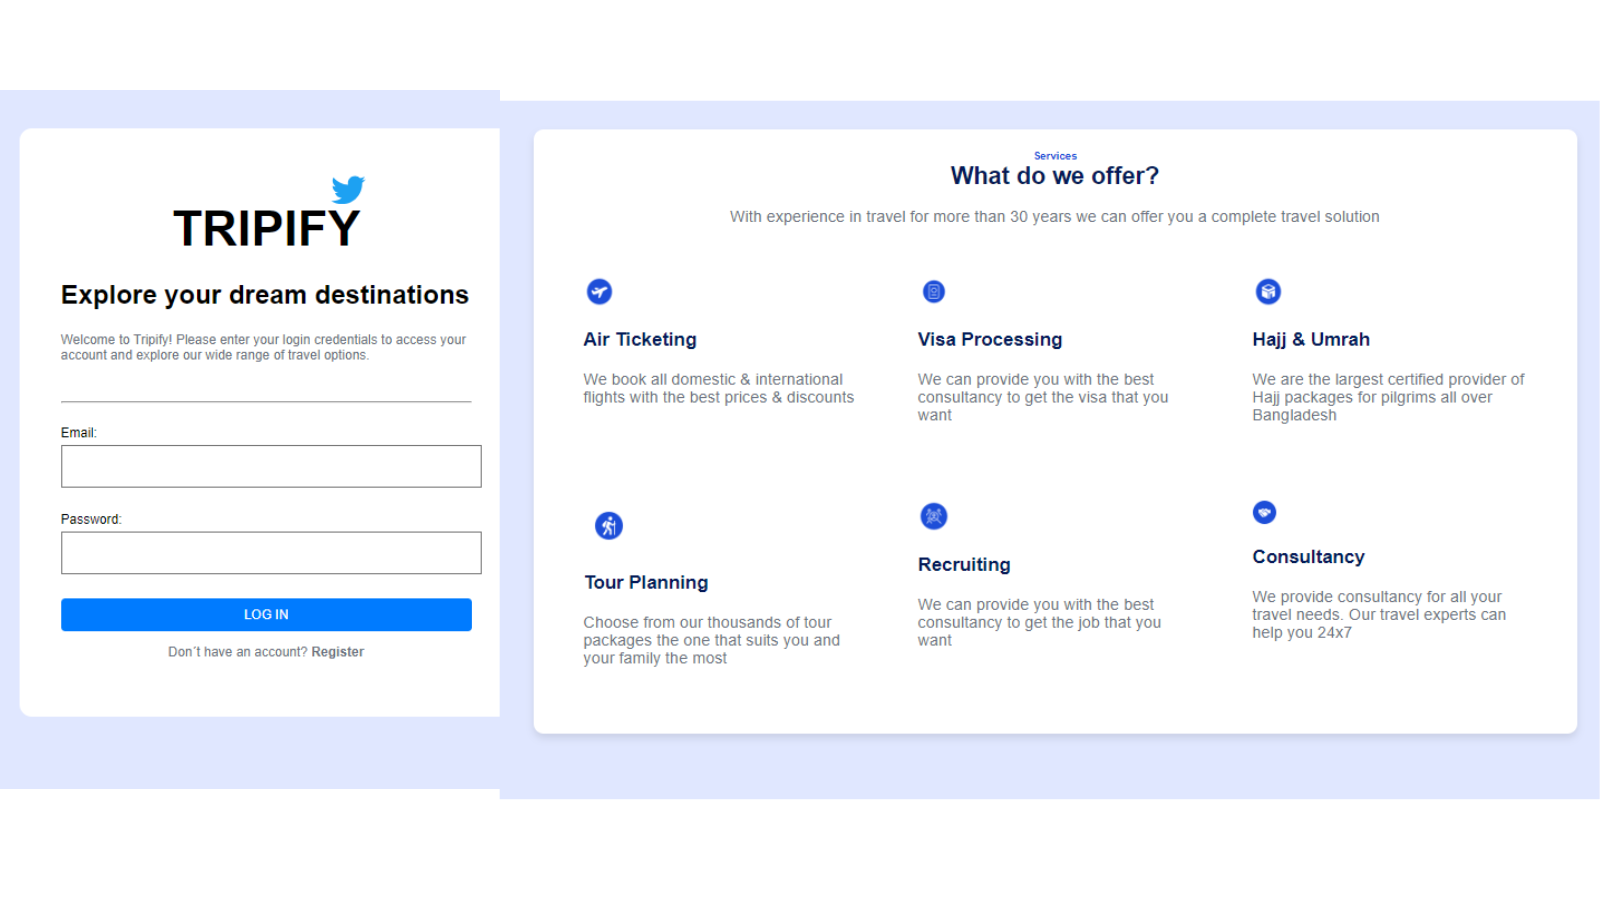 TRIPIFY
Explore your dream destinations
Welcome to Tripify! Please enter your login credentials to access your
account and explore our wide range of travel options.
Email:
Password:
LOG IN
Don´t have an account? Register
Services
What do we offer?
With experience in travel for more than 30 years we can offer you a complete travel solution
Air Ticketing
We book all domestic & international
flights with the best prices & discounts
Visa Processing
We can provide you with the best
consultancy to get the visa that you
want
Hajj & Umrah
We are the largest certified provider of
Hajj packages for pilgrims all over
Bangladesh
Tour Planning
Choose from our thousands of tour
packages the one that suits you and
your family the most
Recruiting
We can provide you with the best
consultancy to get the job that you
want
Consultancy
We provide consultancy for all your
travel needs. Our travel experts can
help you 24x7